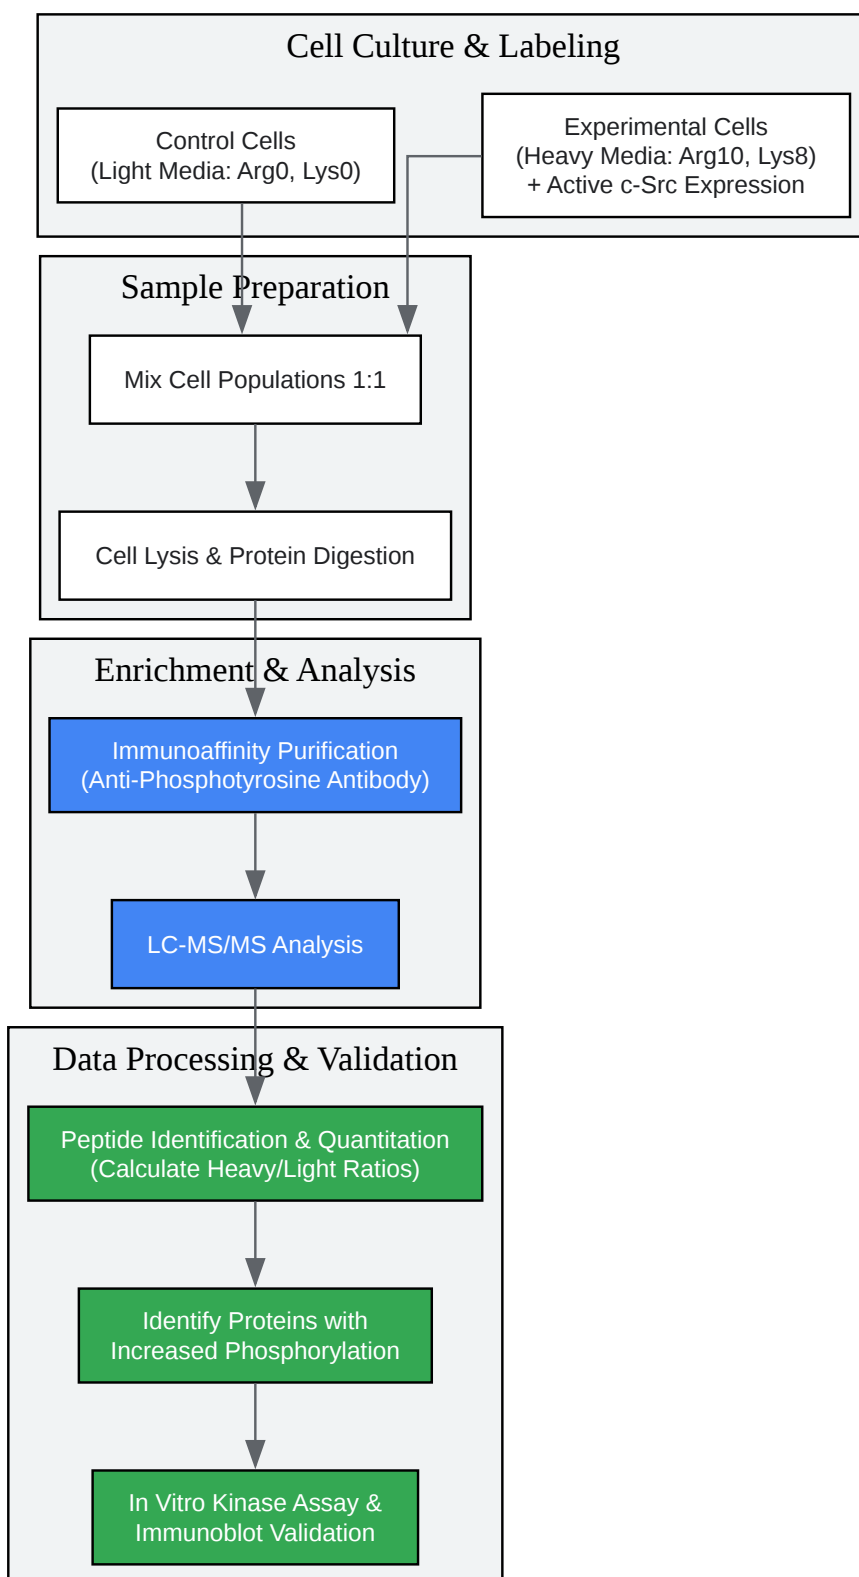 Cell Culture & Labeling
Control Cells
(Light Media: Arg0, Lys0)
Experimental Cells
(Heavy Media: Arg10, Lys8)
+ Active c-Src Expression
Sample Preparation
Mix Cell Populations 1:1
Cell Lysis & Protein Digestion
Enrichment & Analysis
Immunoaffinity Purification
(Anti-Phosphotyrosine Antibody)
LC-MS/MS Analysis
Data Processing & Validation
Peptide Identification & Quantitation
(Calculate Heavy/Light Ratios)
Identify Proteins with
Increased Phosphorylation
In Vitro Kinase Assay &
Immunoblot Validation